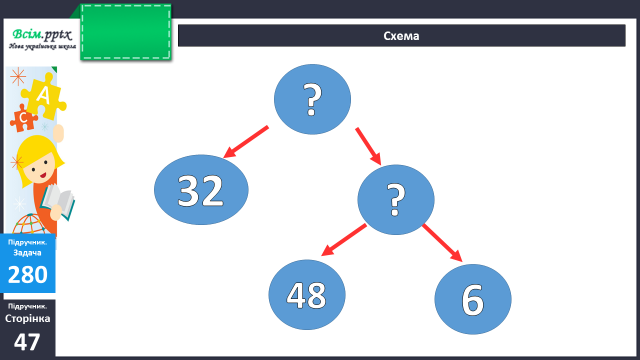 Всім.pptx
Нова українська школа
Схема
А
С
?
32
?
48
6
Підручник.
Задача
280
Підручник.
Сторінка
47